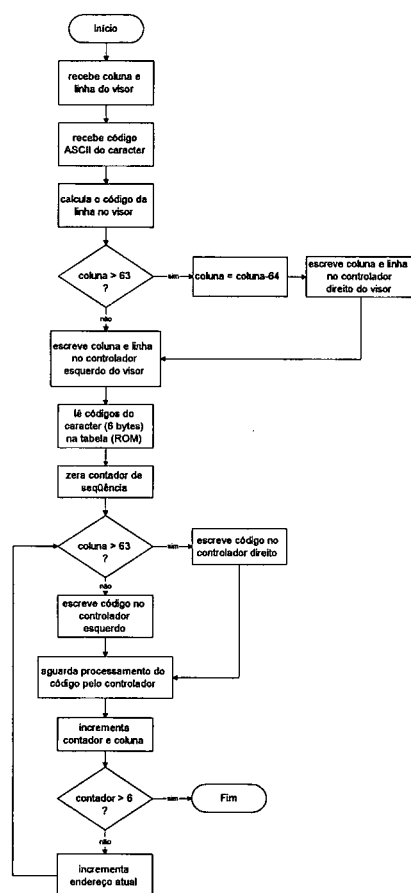 Início
recebe coluna e
linha do visor
recebe código
ASCII do caracter
calcula o código da
linha no visor
coluna > 63
?
sim
coluna = coluna-64
escreve coluna e linha
no controlador
direito do visor
não
escreve coluna e linha
no controlador
esquerdo do visor
lê códigos do
caracter (6 bytes)
na tabela (ROM)
zera contador de
seqüência
coluna > 63
?
sim
escreve código no
controlador direito
não
escreve código no
controlador
esquerdo
aguarda processamento do
código pelo controlador
incrementa
contador e coluna
contador > 6
?
sim
Fim
não
incrementa
endereço atual